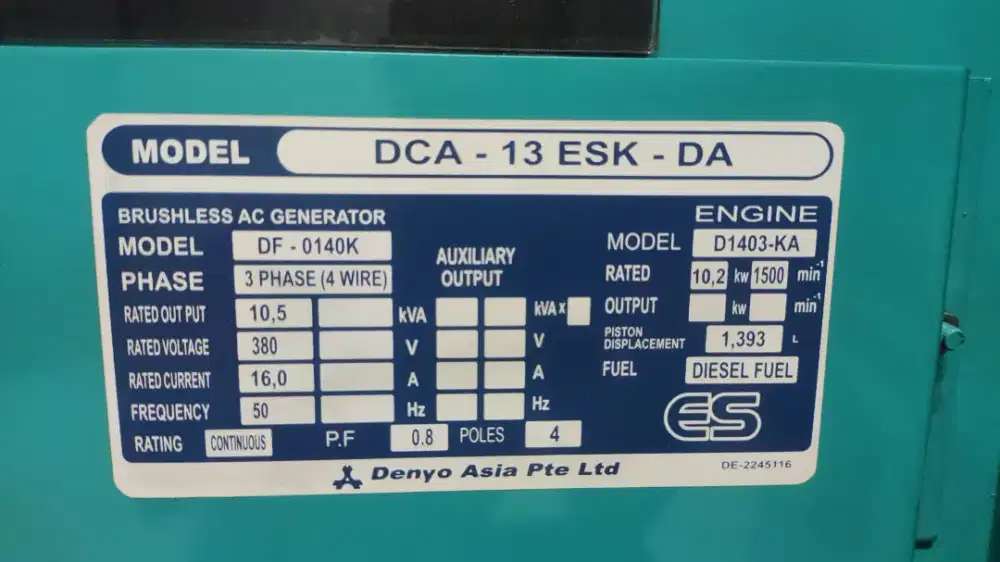 MODEL DCA - 13 ESK - DA
BRUSHLESS AC GENERATOR
MODEL DF - 0140K
PHASE 3 PHASE (4 WIRE)
RATED OUT PUT 10,5 kVA
RATED VOLTAGE 380 V
RATED CURRENT 16,0 A
FREQUENCY 50 Hz
AUXILIARY
OUTPUT
kVA x
V
A
Hz
RATING CONTINUOUS P.F 0.8 POLES 4
ENGINE
MODEL D1403-KA
RATED 10,2 kw 1500 min-1
OUTPUT kw min-1
PISTON
DISPLACEMENT 1,393 L
FUEL DIESEL FUEL
ES
Denyo Asia Pte Ltd
DE-2245116